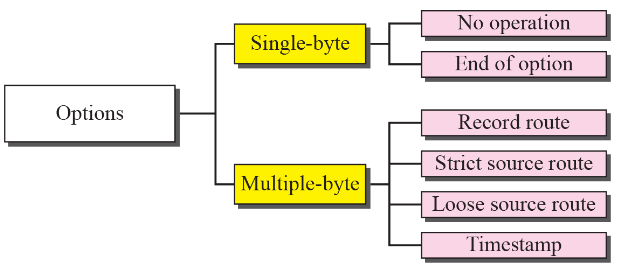 Options
Single-byte
No operation
End of option
Multiple-byte
Record route
Strict source route
Loose source route
Timestamp